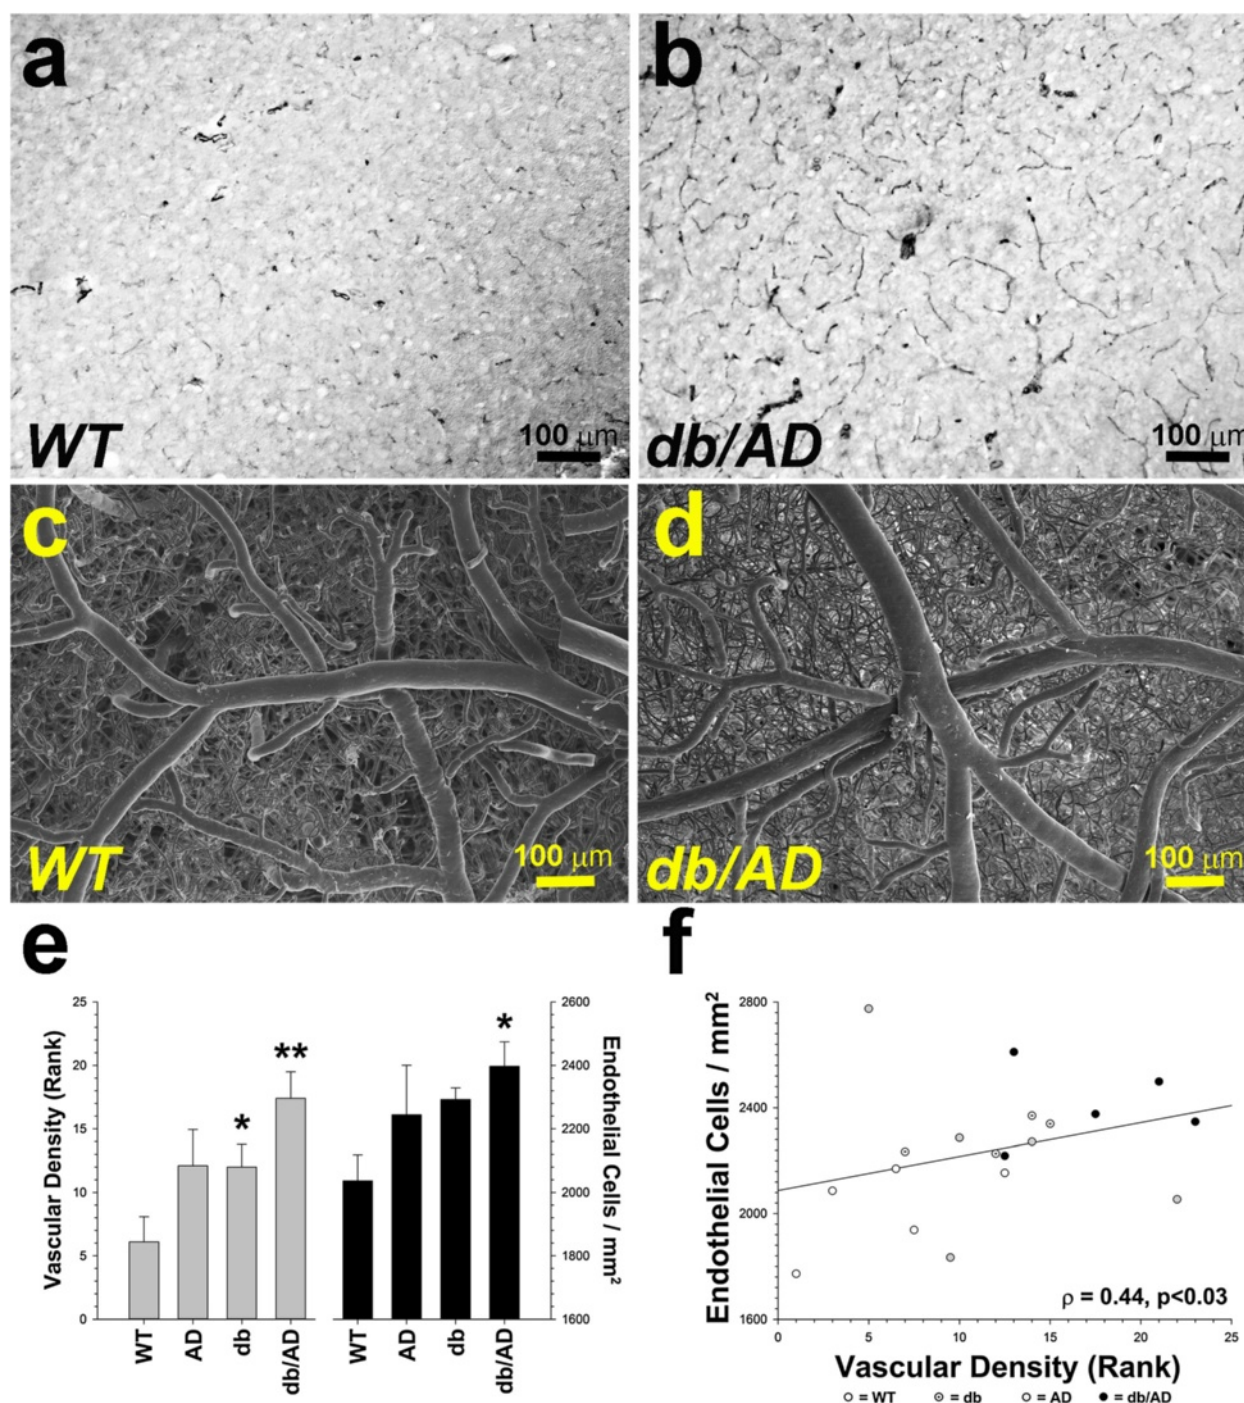 a
b
WT
100 μm
db/AD
100 μm
c
d
WT
100 μm
db/AD
100 μm
e
f
Vascular Density (Rank)
25
20
15
10
5
0
*
**
*
2600
2400
2200
2000
1800
1600
Endothelial Cells / mm²
WT
AD
db
db/AD
WT
AD
db
db/AD
Endothelial Cells / mm²
2800
2400
2000
1600
ρ = 0.44, p<0.03
0
5
10
15
20
25
Vascular Density (Rank)
= WT
= db
= AD
= db/AD